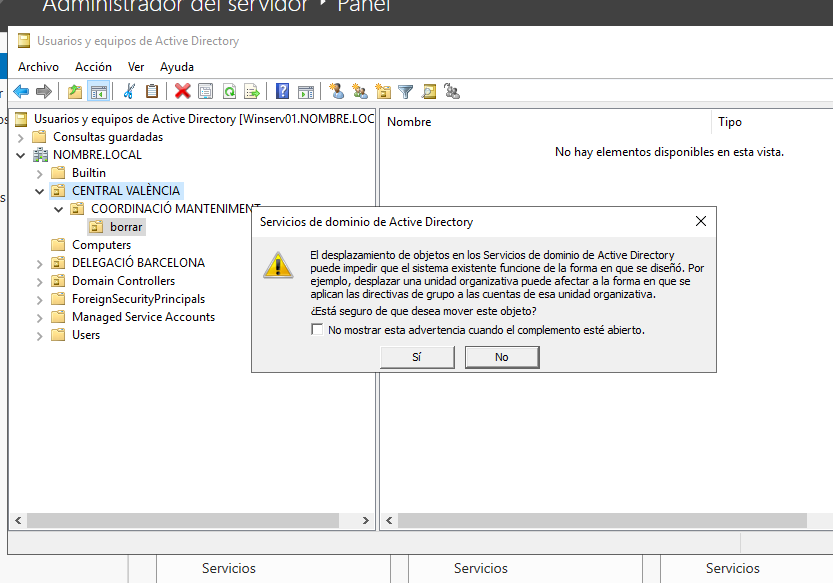 Administrador del servidor ‣ Panel
Usuarios y equipos de Active Directory
Archivo Acción Ver Ayuda
Usuarios y equipos de Active Directory [Winserv01.NOMBRE.LOC
Consultas guardadas
NOMBRE.LOCAL
Builtin
CENTRAL VALÈNCIA
COORDINACIÓ MANTENIMENT
borrar
Computers
DELEGACIÓ BARCELONA
Domain Controllers
ForeignSecurityPrincipals
Managed Service Accounts
Users
Nombre Tipo
No hay elementos disponibles en esta vista.
Servicios de dominio de Active Directory
El desplazamiento de objetos en los Servicios de dominio de Active Directory
puede impedir que el sistema existente funcione de la forma en que se diseñó. Por
ejemplo, desplazar una unidad organizativa puede afectar a la forma en que se
aplican las directivas de grupo a las cuentas de esa unidad organizativa.
¿Está seguro de que desea mover este objeto?
No mostrar esta advertencia cuando el complemento esté abierto.
Sí No
Servicios Servicios Servicios